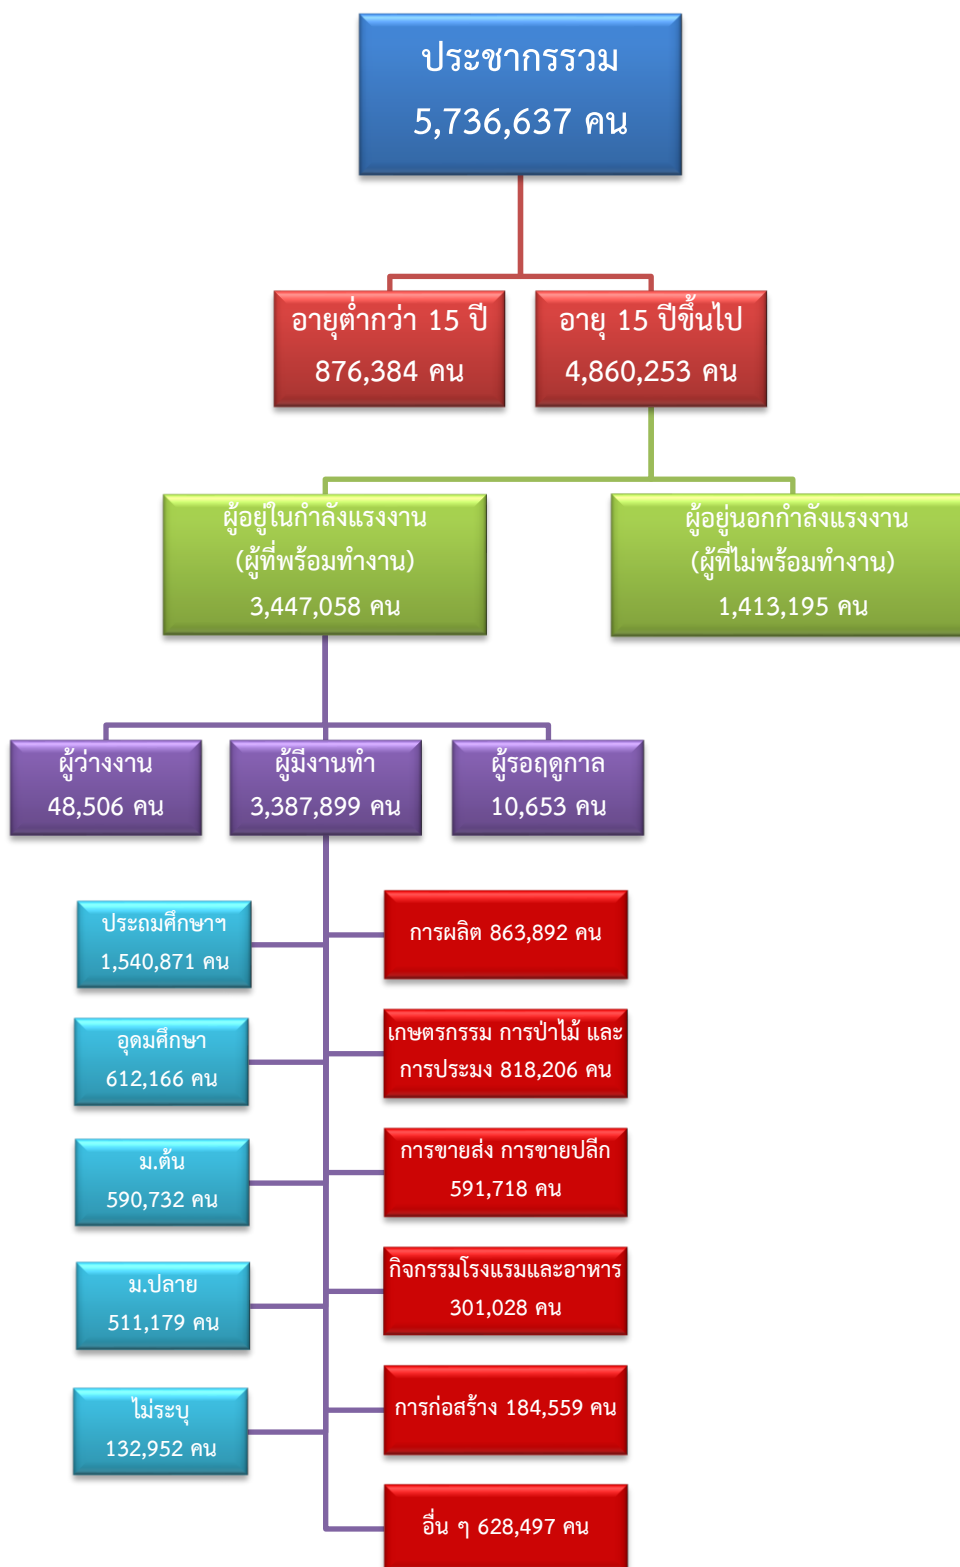 ประชากรรวม
5,736,637 คน
อายุต่ำกว่า 15 ปี
876,384 คน
อายุ 15 ปีขึ้นไป
4,860,253 คน
ผู้อยู่ในกำลังแรงงาน
(ผู้ที่พร้อมทำงาน)
3,447,058 คน
ผู้อยู่นอกกำลังแรงงาน
(ผู้ที่ไม่พร้อมทำงาน)
1,413,195 คน
ผู้ว่างงาน
48,506 คน
ผู้มีงานทำ
3,387,899 คน
ผู้รอฤดูกาล
10,653 คน
ประถมศึกษาฯ
1,540,871 คน
อุดมศึกษา
612,166 คน
ม.ต้น
590,732 คน
ม.ปลาย
511,179 คน
ไม่ระบุ
132,952 คน
การผลิต 863,892 คน
เกษตรกรรม การป่าไม้ และ
การประมง 818,206 คน
การขายส่ง การขายปลีก
591,718 คน
กิจกรรมโรงแรมและอาหาร
301,028 คน
การก่อสร้าง 184,559 คน
อื่น ๆ 628,497 คน